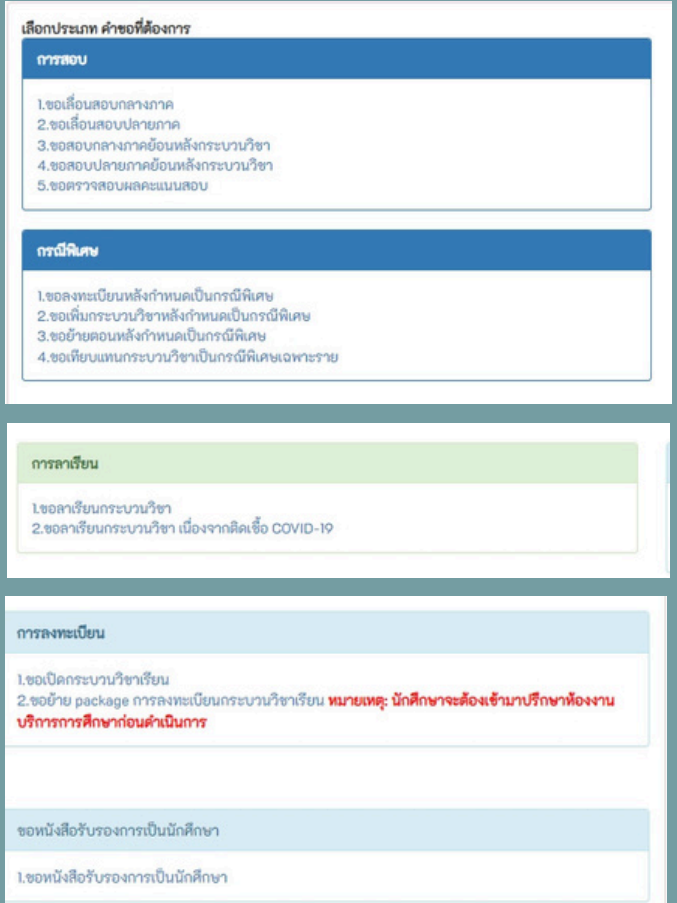 เลือกประเภท คำขอที่ต้องการ
การสอบ
1.ขอเลื่อนสอบกลางภาค
2.ขอเลื่อนสอบปลายภาค
3.ขอสอบกลางภาคย้อนหลังกระบวนวิชา
4.ขอสอบปลายภาคย้อนหลังกระบวนวิชา
5.ขอตรวจสอบผลคะแนนสอบ
กรณีพิเศษ
1.ขอลงทะเบียนหลังกำหนดเป็นกรณีพิเศษ
2.ขอเพิ่มกระบวนวิชาหลังกำหนดเป็นกรณีพิเศษ
3.ขอย้ายตอนหลังกำหนดเป็นกรณีพิเศษ
4.ขอเทียบแทนกระบวนวิชาเป็นกรณีพิเศษเฉพาะราย
การลาเรียน
1.ขอลาเรียนกระบวนวิชา
2.ขอลาเรียนกระบวนวิชา เนื่องจากติดเชื้อ COVID-19
การลงทะเบียน
1.ขอเปิดกระบวนวิชาเรียน
2.ขอย้าย package การลงทะเบียนกระบวนวิชาเรียน หมายเหตุ: นักศึกษาจะต้องเข้ามาปรึกษาห้องงาน
บริการการศึกษาก่อนดำเนินการ
ขอหนังสือรับรองการเป็นนักศึกษา
1.ขอหนังสือรับรองการเป็นนักศึกษา